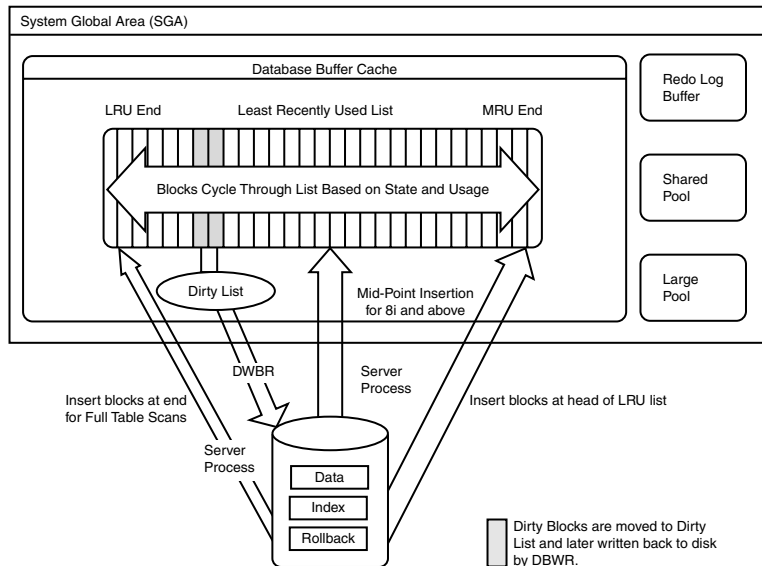 System Global Area (SGA)
Database Buffer Cache
Redo Log
Buffer
LRU End
Least Recently Used List
MRU End
Blocks Cycle Through List Based on State and Usage
Shared
Pool
Dirty List
Mid-Point Insertion
for 8i and above
Large
Pool
DWBR
Server
Process
Insert blocks at end
for Full Table Scans
Insert blocks at head of LRU list
Server
Process
Data
Index
Rollback
Dirty Blocks are moved to Dirty
List and later written back to disk
by DBWR.